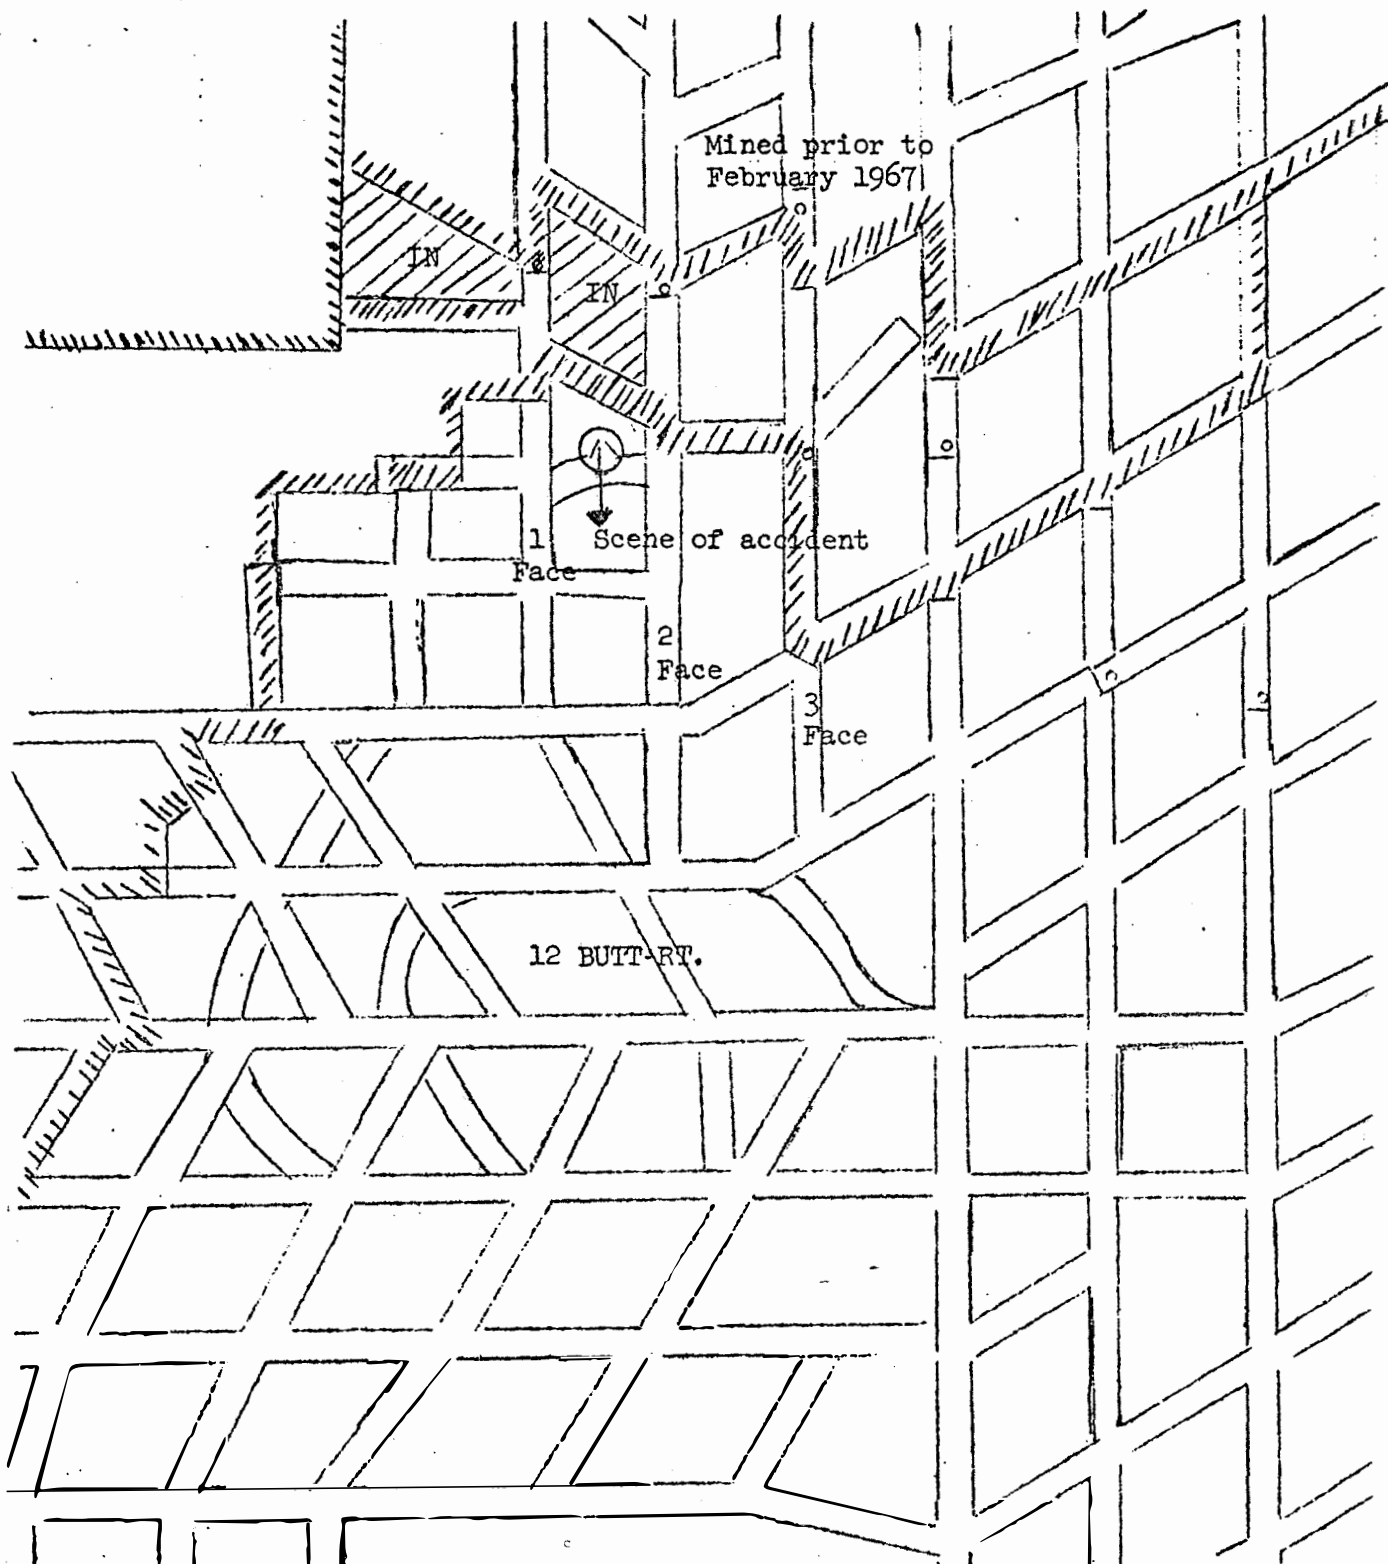 Mined prior to
February 1967
IN
IN
1 Scene of accident
Face
2
Face
3
Face
12 BUTT-RT.